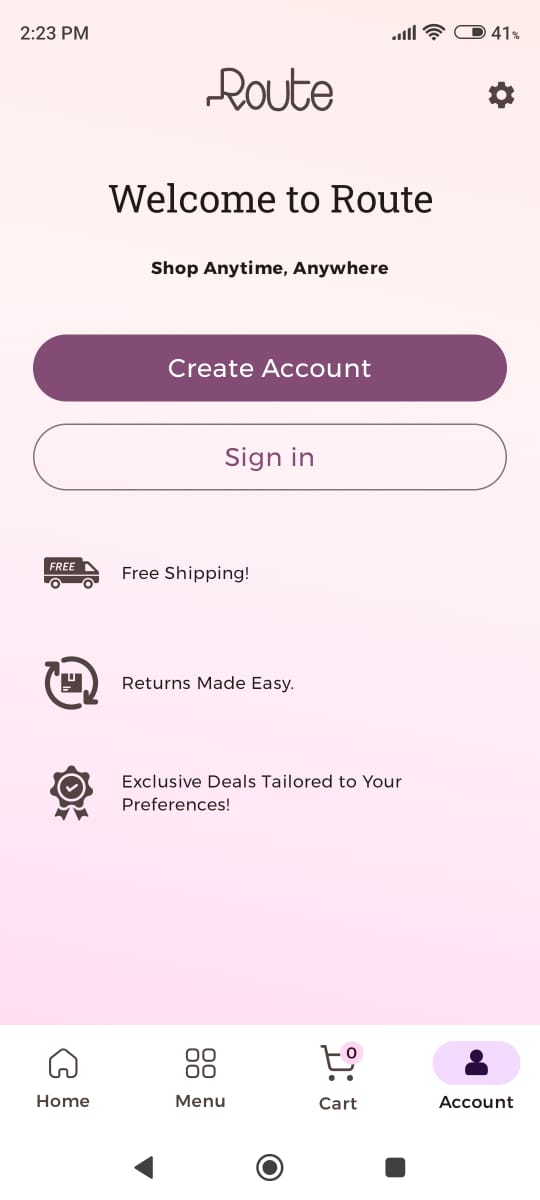 2:23 PM
41%
Route
Welcome to Route
Shop Anytime, Anywhere
Create Account
Sign in
FREE
Free Shipping!
Returns Made Easy.
Exclusive Deals Tailored to Your
Preferences!
0
Home
Menu
Cart
Account